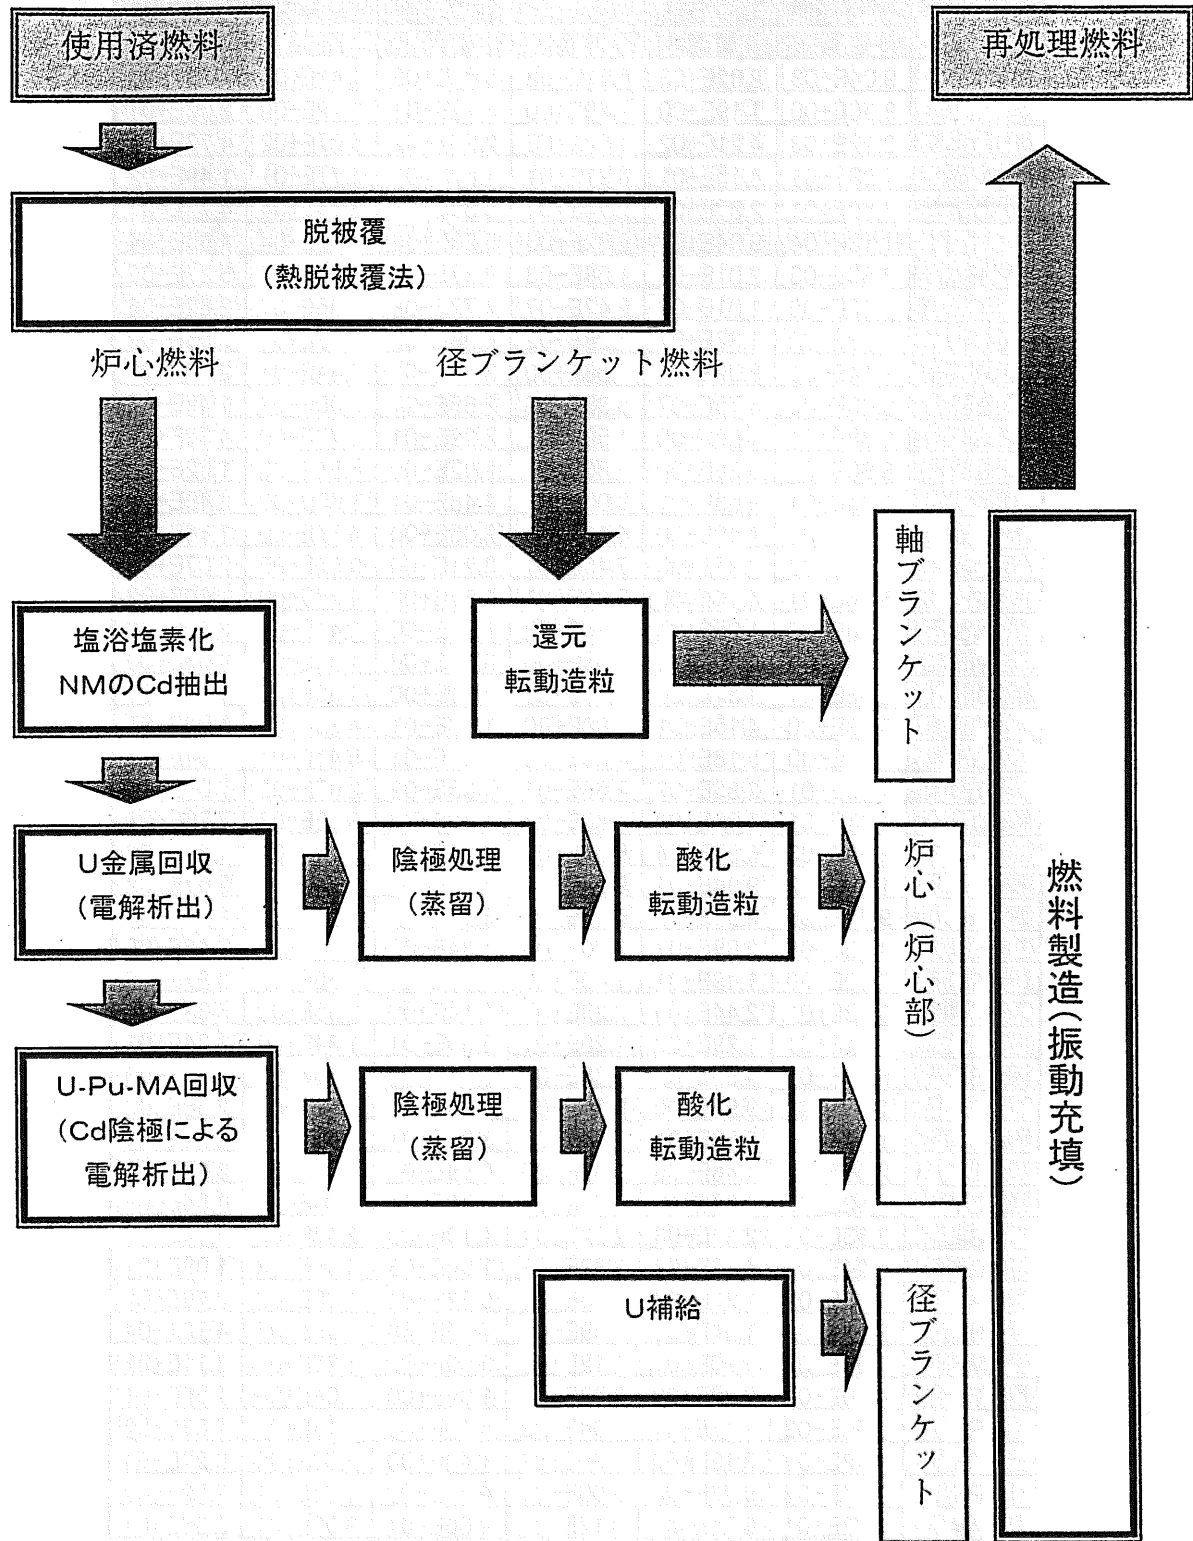 使用済燃料
再処理燃料
脱被覆
(熱脱被覆法)
炉心燃料
径ブランケット燃料
塩浴塩素化
NMのCd抽出
還元
転動造粒
軸ブランケット
U金属回収
(電解析出)
陰極処理
(蒸留)
酸化
転動造粒
炉心(炉心部)
燃料製造(振動充填)
U-Pu-MA回収
(Cd陰極による
電解析出)
陰極処理
(蒸留)
酸化
転動造粒
U補給
径ブランケット